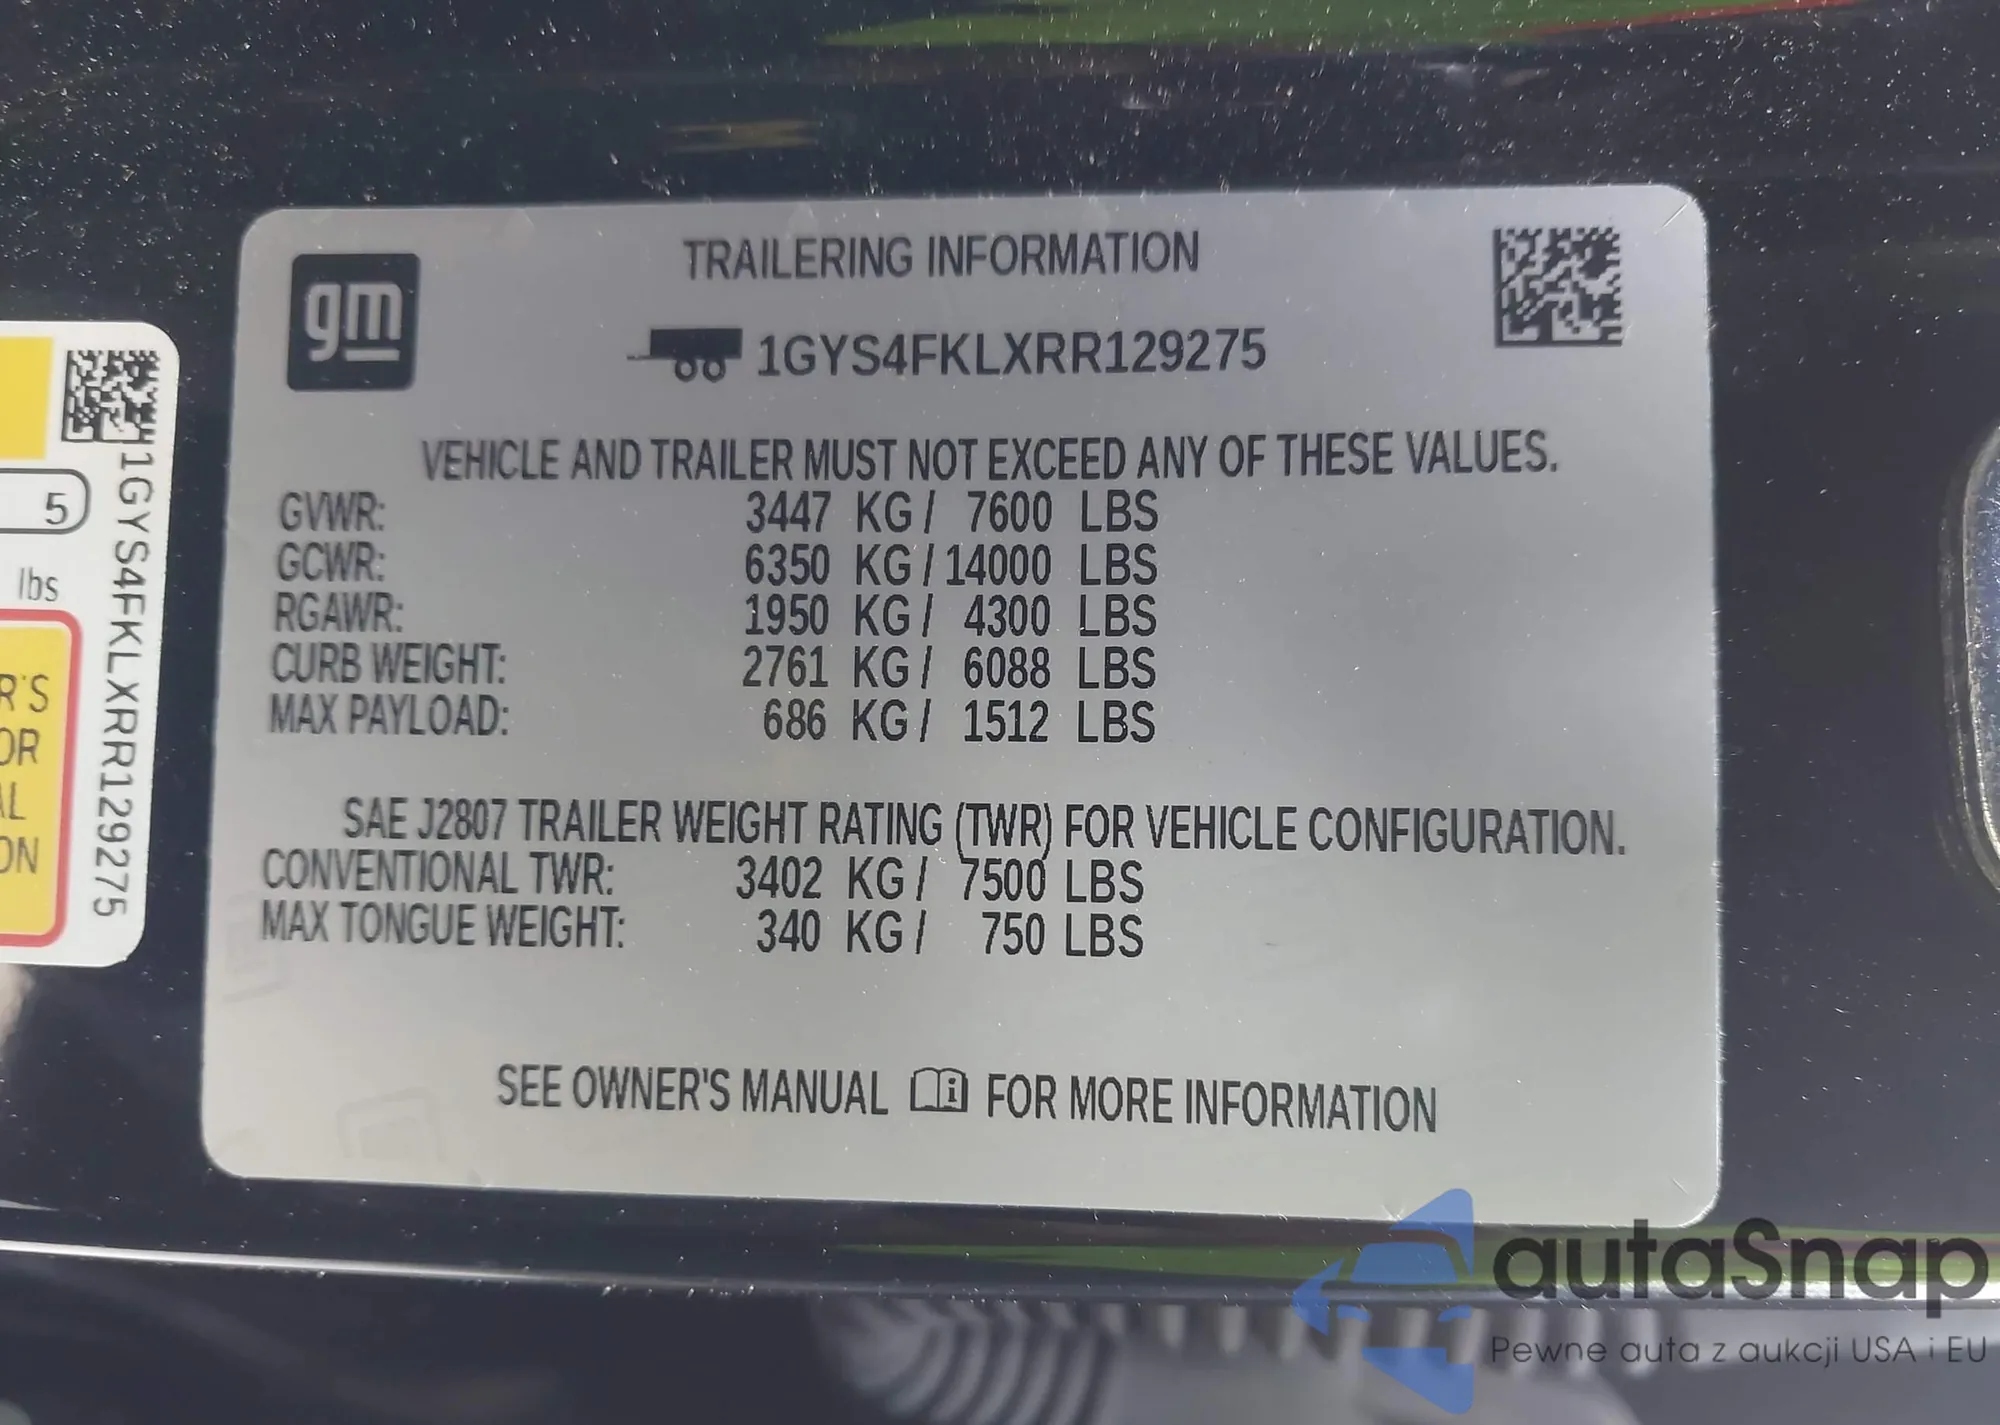 gm
TRAILERING INFORMATION
1GYS4FKLXRR129275
VEHICLE AND TRAILER MUST NOT EXCEED ANY OF THESE VALUES.
GVWR: 3447 KG / 7600 LBS
GCWR: 6350 KG / 14000 LBS
RGAWR: 1950 KG / 4300 LBS
CURB WEIGHT: 2761 KG / 6088 LBS
MAX PAYLOAD: 686 KG / 1512 LBS
SAE J2807 TRAILER WEIGHT RATING (TWR) FOR VEHICLE CONFIGURATION.
CONVENTIONAL TWR: 3402 KG / 7500 LBS
MAX TONGUE WEIGHT: 340 KG / 750 LBS
SEE OWNER'S MANUAL i FOR MORE INFORMATION
5
lbs
R'S
OR
AL
ON
1GYS4FKLXRR129275
autaSnap
Pewne auta z aukcji USA i EU